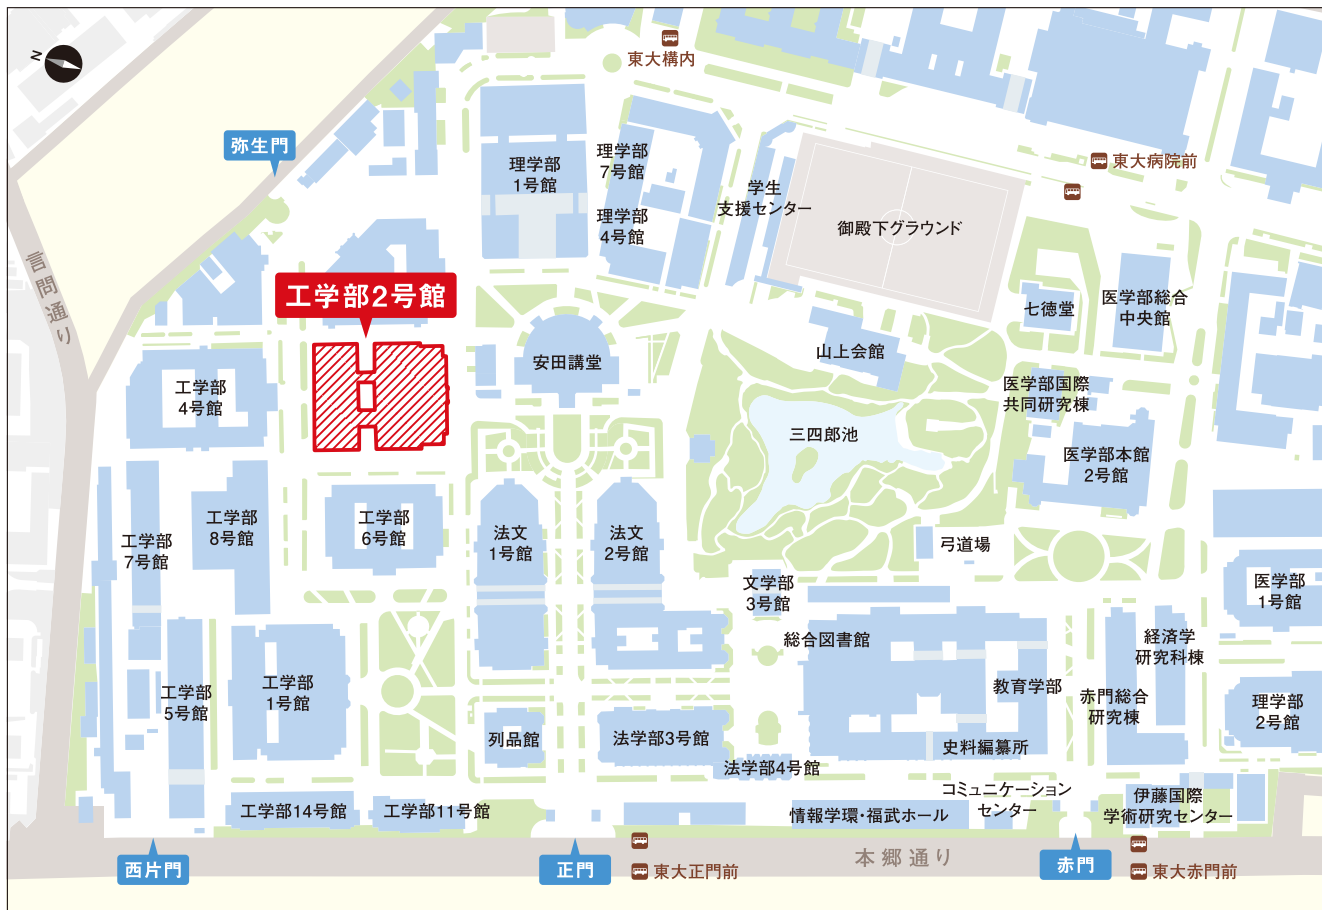 N
東大構内
弥生門
理学部
1号館
理学部
7号館
理学部
4号館
学生
支援センター
東大病院前
御殿下グラウンド
言問通り
工学部2号館
七徳堂
医学部総合
中央館
安田講堂
山上会館
工学部
4号館
医学部国際
共同研究棟
三四郎池
医学部本館
2号館
工学部
7号館
工学部
8号館
工学部
6号館
法文
1号館
法文
2号館
弓道場
文学部
3号館
医学部
1号館
総合図書館
経済学
研究科棟
工学部
5号館
工学部
1号館
教育学部
赤門総合
研究棟
理学部
2号館
列品館
法学部3号館
史料編纂所
法学部4号館
コミュニケーション
センター
工学部14号館
工学部11号館
情報学環・福武ホール
伊藤国際
学術研究センター
西片門
正門
東大正門前
本郷通り
赤門
東大赤門前